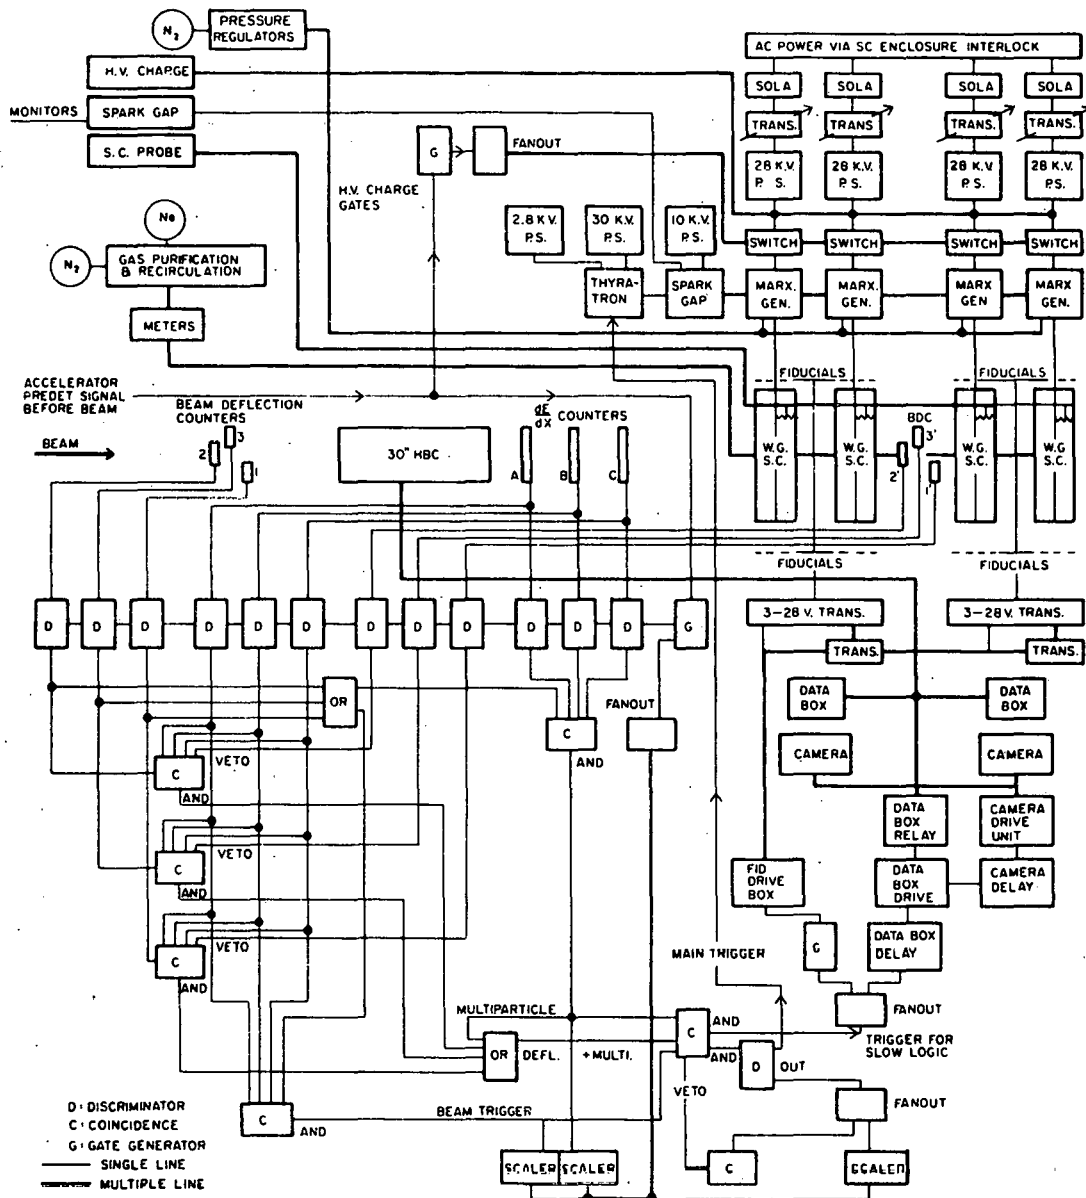 N2
PRESSURE
REGULATORS
AC POWER VIA SC ENCLOSURE INTERLOCK
H.V. CHARGE
MONITORS
SPARK GAP
S.C. PROBE
SOLA
SOLA
SOLA
SOLA
TRANS.
TRANS.
TRANS.
TRANS.
G
FANOUT
28 K.V.
P.S.
28 K.V.
P.S.
28 K.V.
P.S.
28 K.V.
P.S.
H.V. CHARGE
GATES
2.8 K.V.
P.S.
30 K.V.
P.S.
10 K.V.
P.S.
SWITCH
SWITCH
SWITCH
SWITCH
Ne
N2
GAS PURIFICATION
& RECIRCULATION
THYRA-
TRON
SPARK
GAP
MARX.
GEN.
MARX.
GEN.
MARX
GEN
MARX
GEN.
METERS
FIDUCIALS
FIDUCIALS
ACCELERATOR
PREDET SIGNAL
BEFORE BEAM
BEAM DEFLECTION
COUNTERS
dE
dX
COUNTERS
BEAM
2
3
1
30" HBC
A
B
C
W.G.
S.C.
W.G.
S.C.
BDC
3'
2'
1'
W.G.
S.C.
W.G
S.C.
FIDUCIALS
FIDUCIALS
D
D
D
D
D
D
D
D
D
D
D
D
G
3-28 V. TRANS.
3-28 V. TRANS.
TRANS.
TRANS.
OR
FANOUT
C
AND
DATA
BOX
DATA
BOX
C
VETO
AND
CAMERA
CAMERA
C
VETO
AND
DATA
BOX
RELAY
CAMERA
DRIVE
UNIT
FID
DRIVE
BOX
DATA
BOX
DRIVE
CAMERA
DELAY
C
VETO
AND
G
DATA BOX
DELAY
MAIN TRIGGER
MULTIPARTICLE
FANOUT
OR
DEFL.
+MULTI.
C
AND
AND
TRIGGER FOR
SLOW LOGIC
D
OUT
VETO
FANOUT
C
AND
BEAM TRIGGER
D: DISCRIMINATOR
C: COINCIDENCE
G: GATE GENERATOR
SINGLE LINE
MULTIPLE LINE
SCALER
SCALER
C
SCALER